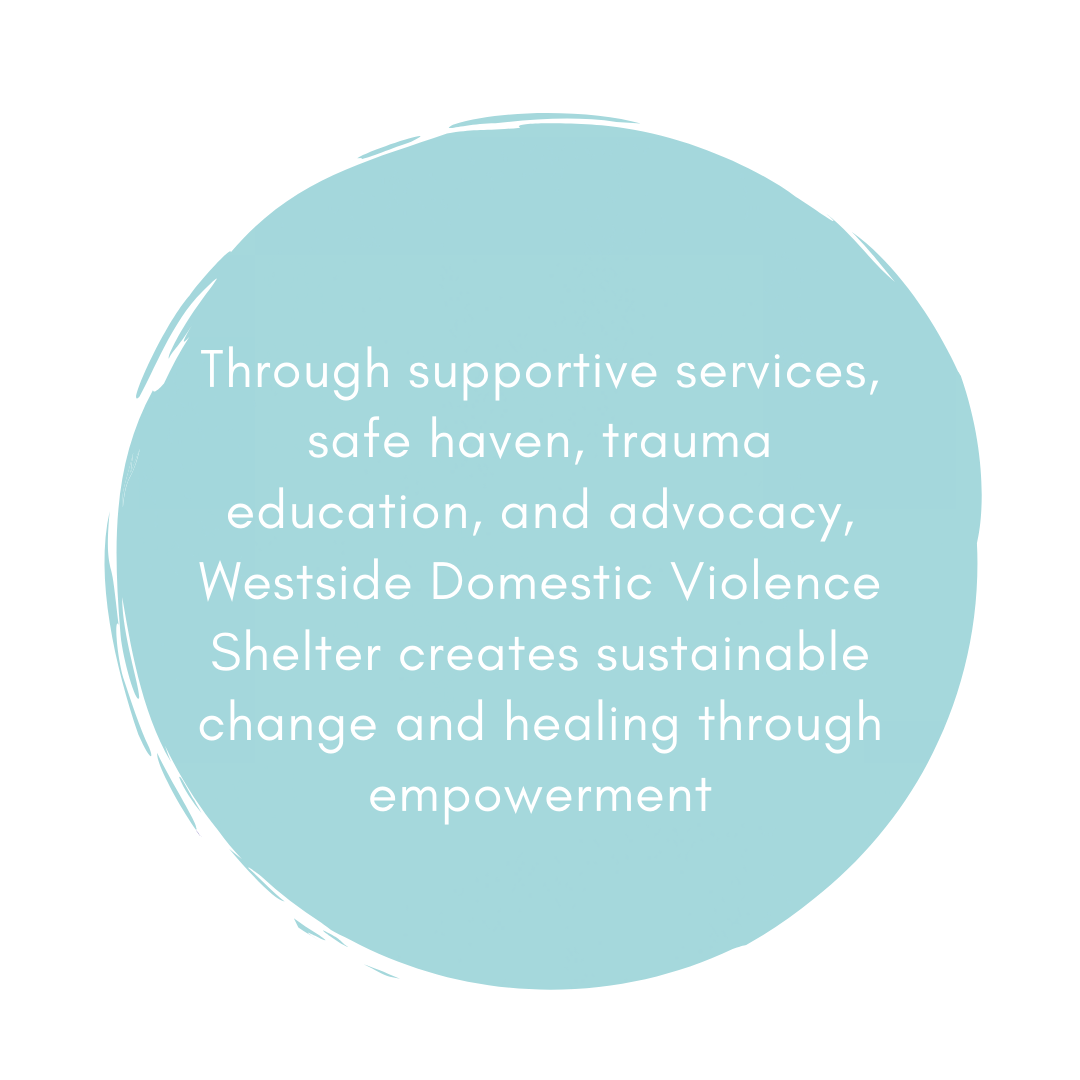 Through supportive services,
safe haven, trauma
education, and advocacy,
Westside Domestic Violence
Shelter creates sustainable
change and healing through
empowerment